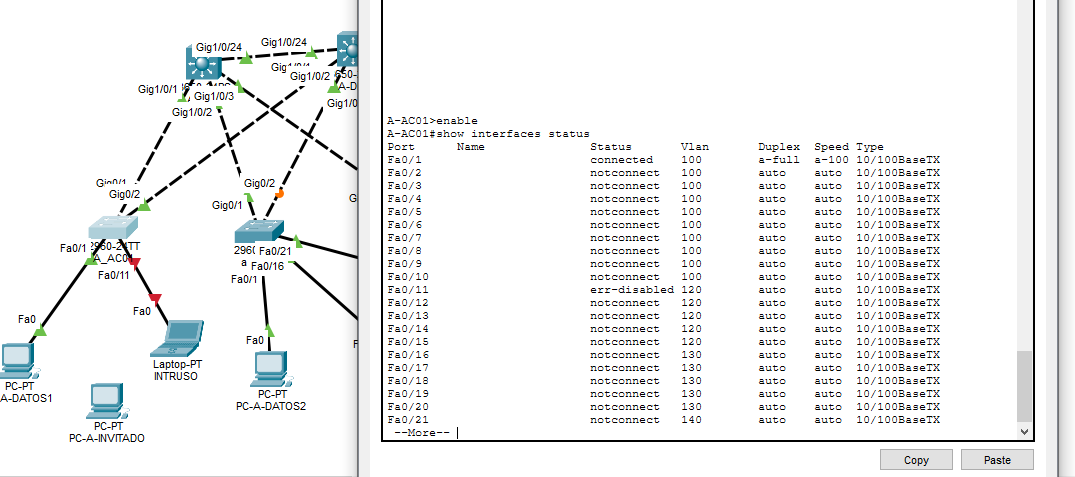 Gig1/0/24
Gig1/0/24
Gig1/0/2
650-
A-D
Gig1/0/1
Gig1/0/3
Gig1/0/2
Gig0/1
Gig0/2
Gig0/2
Gig0/1
Fa0/1
2960-24TT
Fa0/11
Fa0/21
Fa0/16
Fa0/1
Fa0
Fa0
Fa0
PC-PT
A-DATOS1
Laptop-PT
INTRUSO
PC-PT
PC-A-DATOS2
PC-PT
PC-A-INVITADO
A-AC01>enable
A-AC01#show interfaces status
Port Name Status Vlan Duplex Speed Type
Fa0/1 connected 100 a-full a-100 10/100BaseTX
Fa0/2 notconnect 100 auto auto 10/100BaseTX
Fa0/3 notconnect 100 auto auto 10/100BaseTX
Fa0/4 notconnect 100 auto auto 10/100BaseTX
Fa0/5 notconnect 100 auto auto 10/100BaseTX
Fa0/6 notconnect 100 auto auto 10/100BaseTX
Fa0/7 notconnect 100 auto auto 10/100BaseTX
Fa0/8 notconnect 100 auto auto 10/100BaseTX
Fa0/9 notconnect 100 auto auto 10/100BaseTX
Fa0/10 notconnect 100 auto auto 10/100BaseTX
Fa0/11 err-disabled 120 auto auto 10/100BaseTX
Fa0/12 notconnect 120 auto auto 10/100BaseTX
Fa0/13 notconnect 120 auto auto 10/100BaseTX
Fa0/14 notconnect 120 auto auto 10/100BaseTX
Fa0/15 notconnect 120 auto auto 10/100BaseTX
Fa0/16 notconnect 130 auto auto 10/100BaseTX
Fa0/17 notconnect 130 auto auto 10/100BaseTX
Fa0/18 notconnect 130 auto auto 10/100BaseTX
Fa0/19 notconnect 130 auto auto 10/100BaseTX
Fa0/20 notconnect 130 auto auto 10/100BaseTX
Fa0/21 notconnect 140 auto auto 10/100BaseTX
--More--
Copy Paste